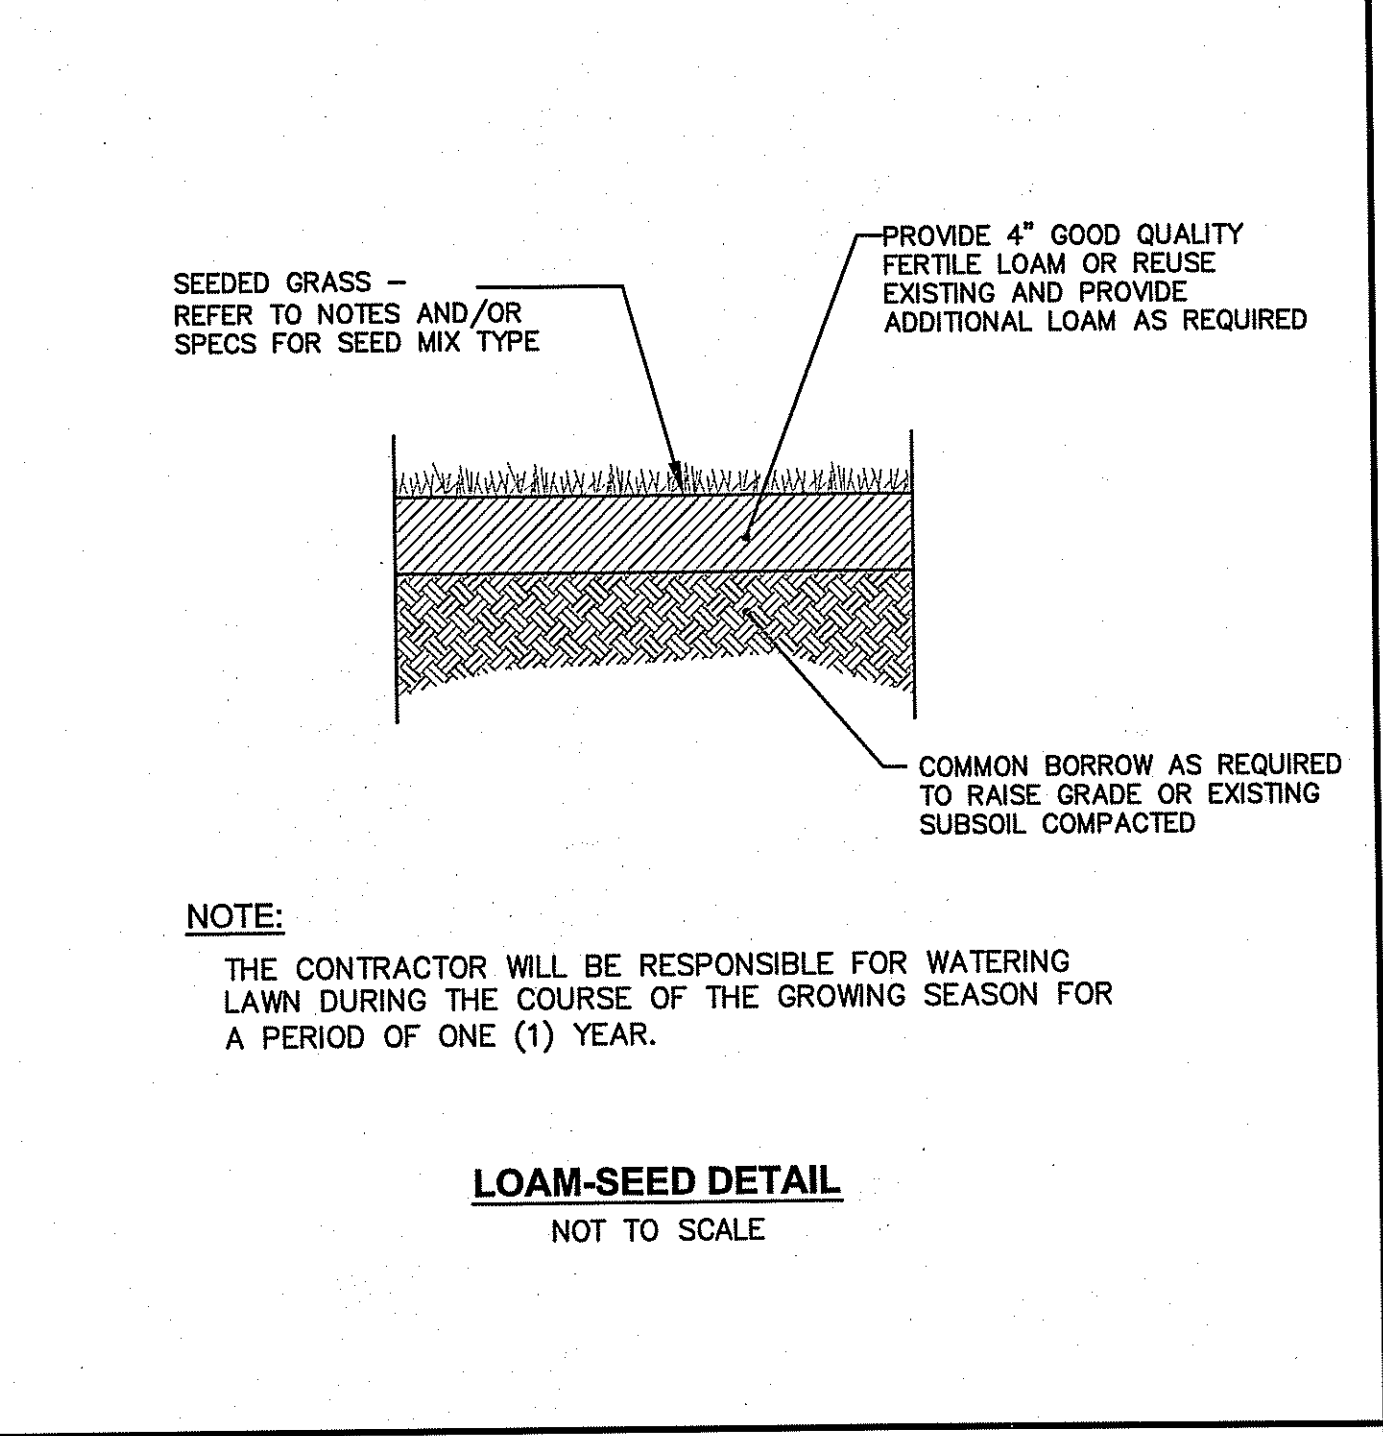 SEEDED GRASS –
REFER TO NOTES AND/OR
SPECS FOR SEED MIX TYPE
PROVIDE 4" GOOD QUALITY
FERTILE LOAM OR REUSE
EXISTING AND PROVIDE
ADDITIONAL LOAM AS REQUIRED
COMMON BORROW AS REQUIRED
TO RAISE GRADE OR EXISTING
SUBSOIL COMPACTED
NOTE:
THE CONTRACTOR WILL BE RESPONSIBLE FOR WATERING
LAWN DURING THE COURSE OF THE GROWING SEASON FOR
A PERIOD OF ONE (1) YEAR.
LOAM-SEED DETAIL
NOT TO SCALE